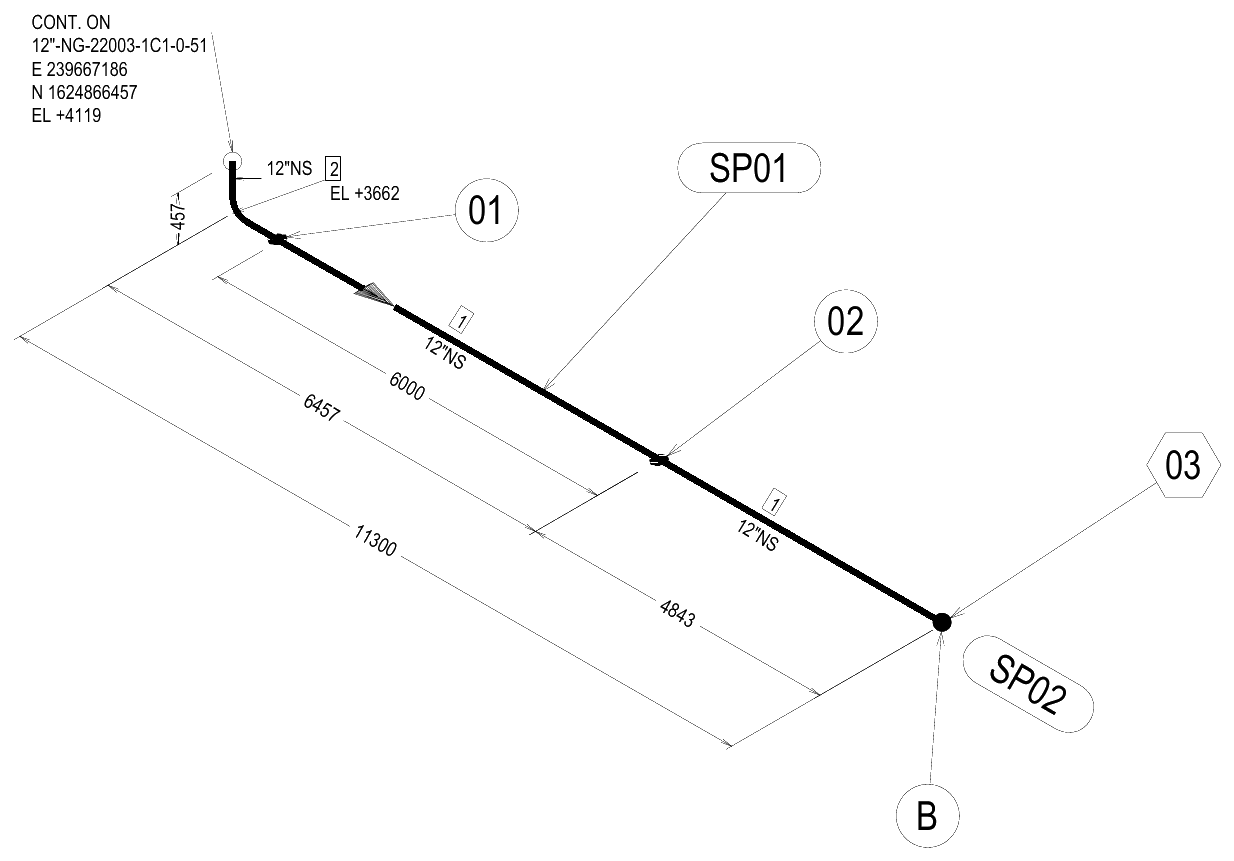 CONT. ON
12"-NG-22003-1C1-0-51
E 239667186
N 1624866457
EL +4119
12"NS 2
EL +3662
457
01
SP01
02
1
12"NS
6000
6457
11300
03
1
12"NS
4843
SP02
B